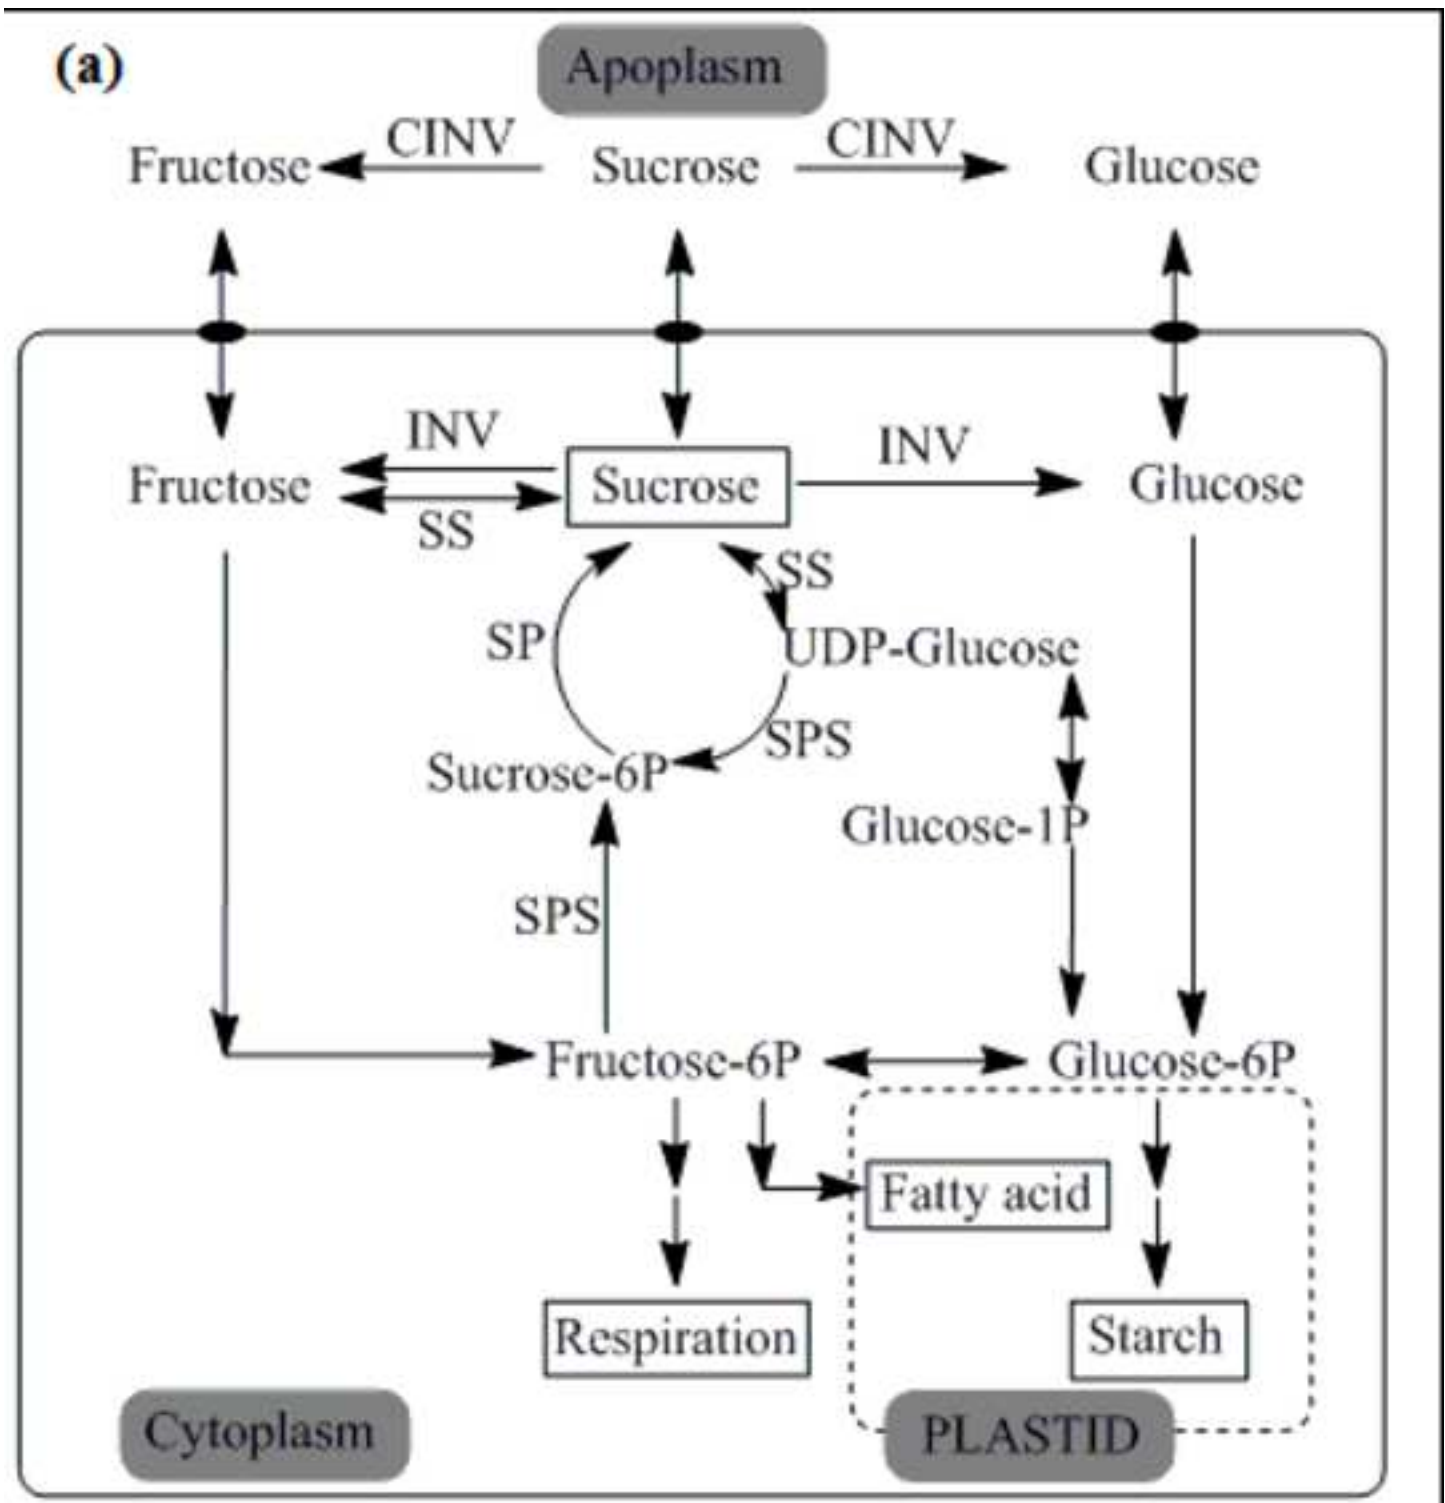 (a)
Apoplasm
CINV CINV
Fructose Sucrose Glucose
INV INV
Fructose Sucrose Glucose
SS
SS
SP
UDP-Glucose
SPS
Sucrose-6P
Glucose-1P
SPS
Fructose-6P Glucose-6P
Fatty acid
Respiration Starch
Cytoplasm PLASTID